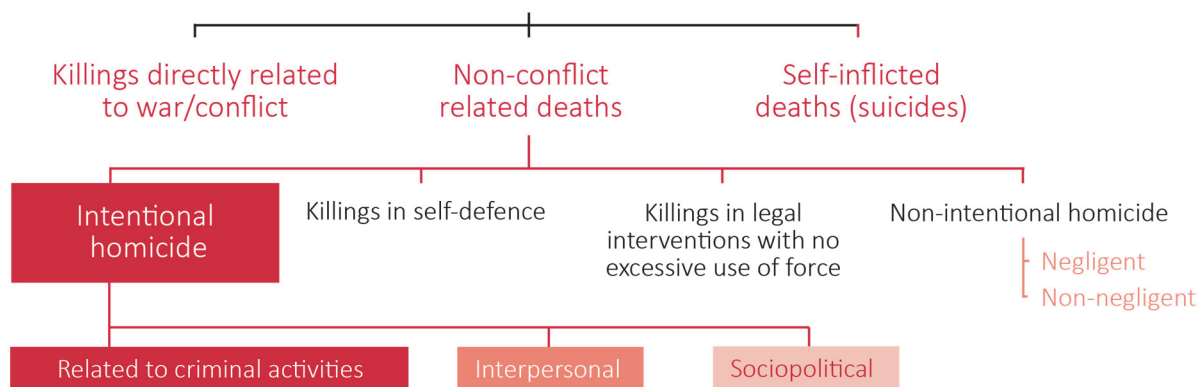 Killings directly related
to war/conflict
Non-conflict
related deaths
Self-inflicted
deaths (suicides)
Intentional
homicide
Killings in self-defence
Killings in legal
interventions with no
excessive use of force
Non-intentional homicide
Negligent
Non-negligent
Related to criminal activities
Interpersonal
Sociopolitical